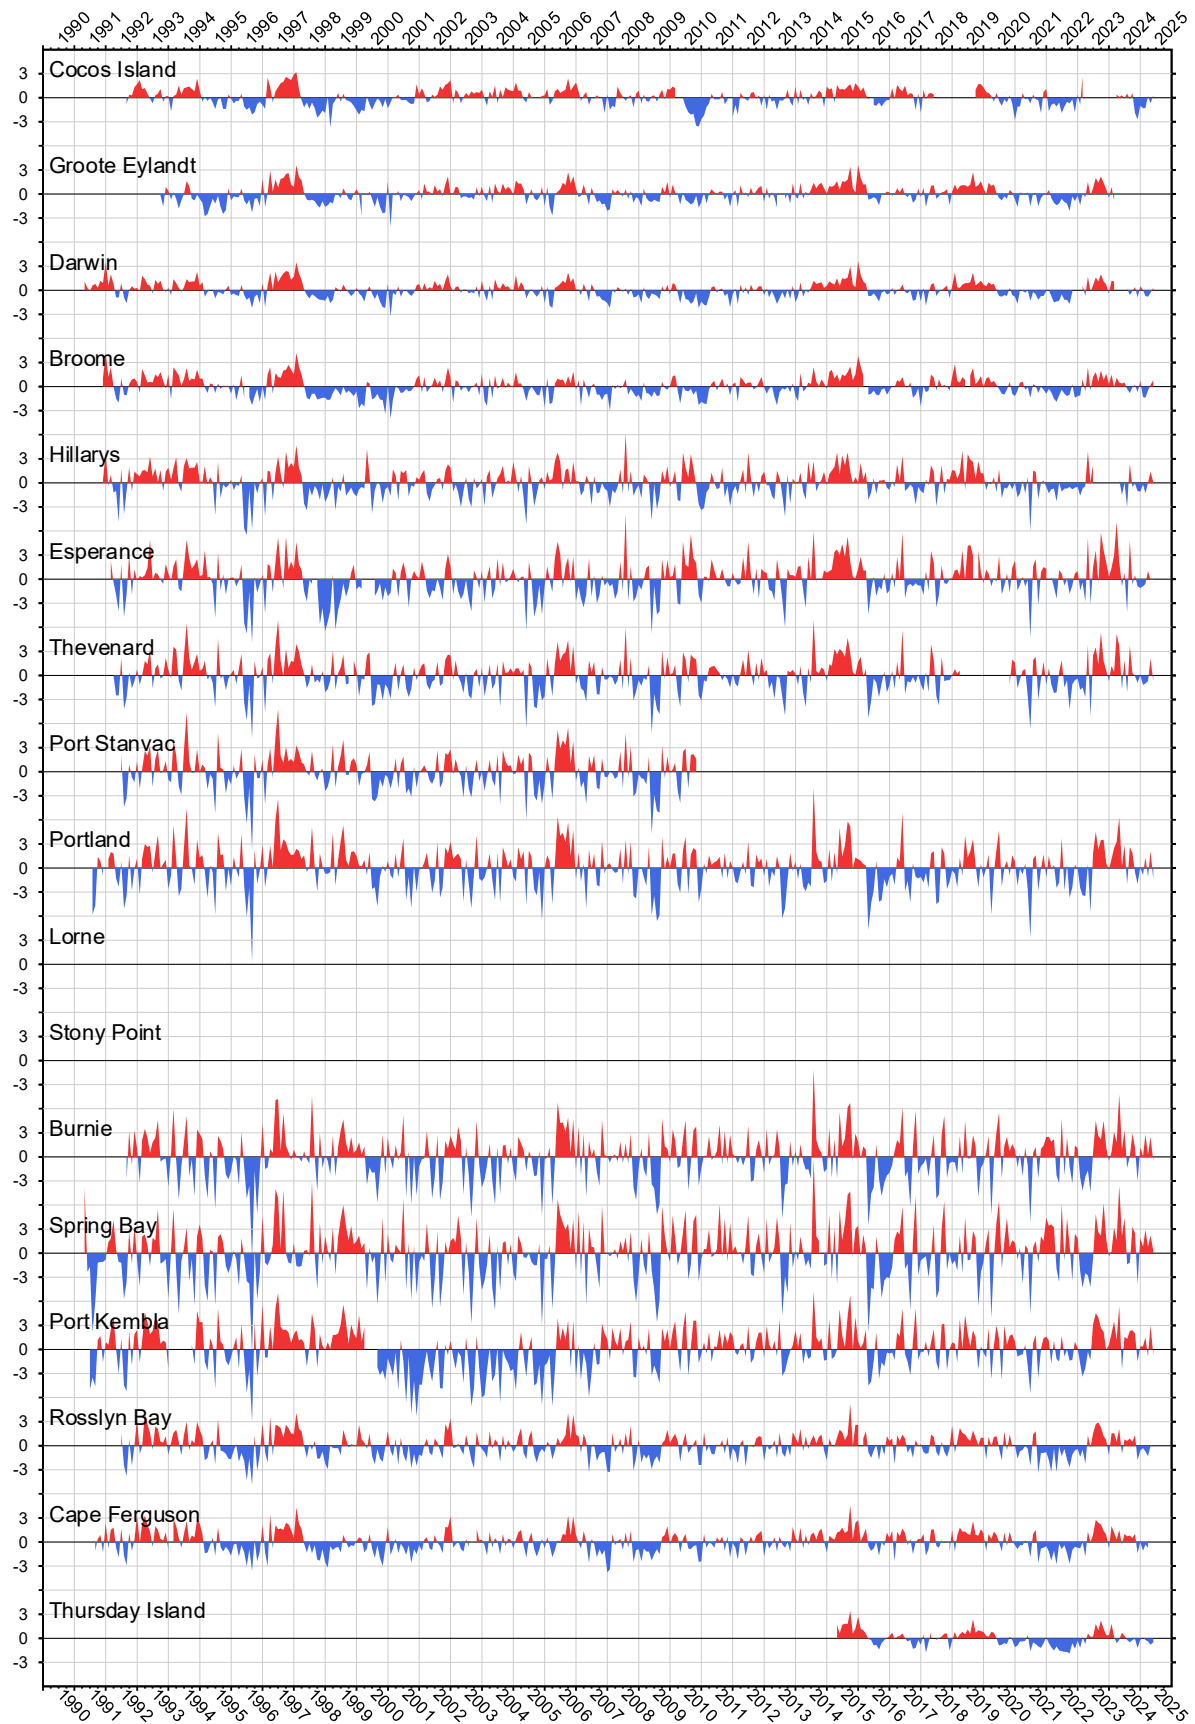 1990 1991 1992 1993 1994 1995 1996 1997 1998 1999 2000 2001 2002 2003 2004 2005 2006 2007 2008 2009 2010 2011 2012 2013 2014 2015 2016 2017 2018 2019 2020 2021 2022 2023 2024 2025
3 Cocos Island
0
-3
3 Groote Eylandt
0
-3
3 Darwin
0
-3
3 Broome
0
-3
3 Hillarys
0
-3
3 Esperance
0
-3
3 Thevenard
0
-3
3 Port Stanvac
0
-3
3 Portland
0
-3
3 Lorne
0
-3
3 Stony Point
0
-3
3 Burnie
0
-3
3 Spring Bay
0
-3
3 Port Kembla
0
-3
3 Rosslyn Bay
0
-3
3 Cape Ferguson
0
-3
3 Thursday Island
0
-3
1990 1991 1992 1993 1994 1995 1996 1997 1998 1999 2000 2001 2002 2003 2004 2005 2006 2007 2008 2009 2010 2011 2012 2013 2014 2015 2016 2017 2018 2019 2020 2021 2022 2023 2024 2025